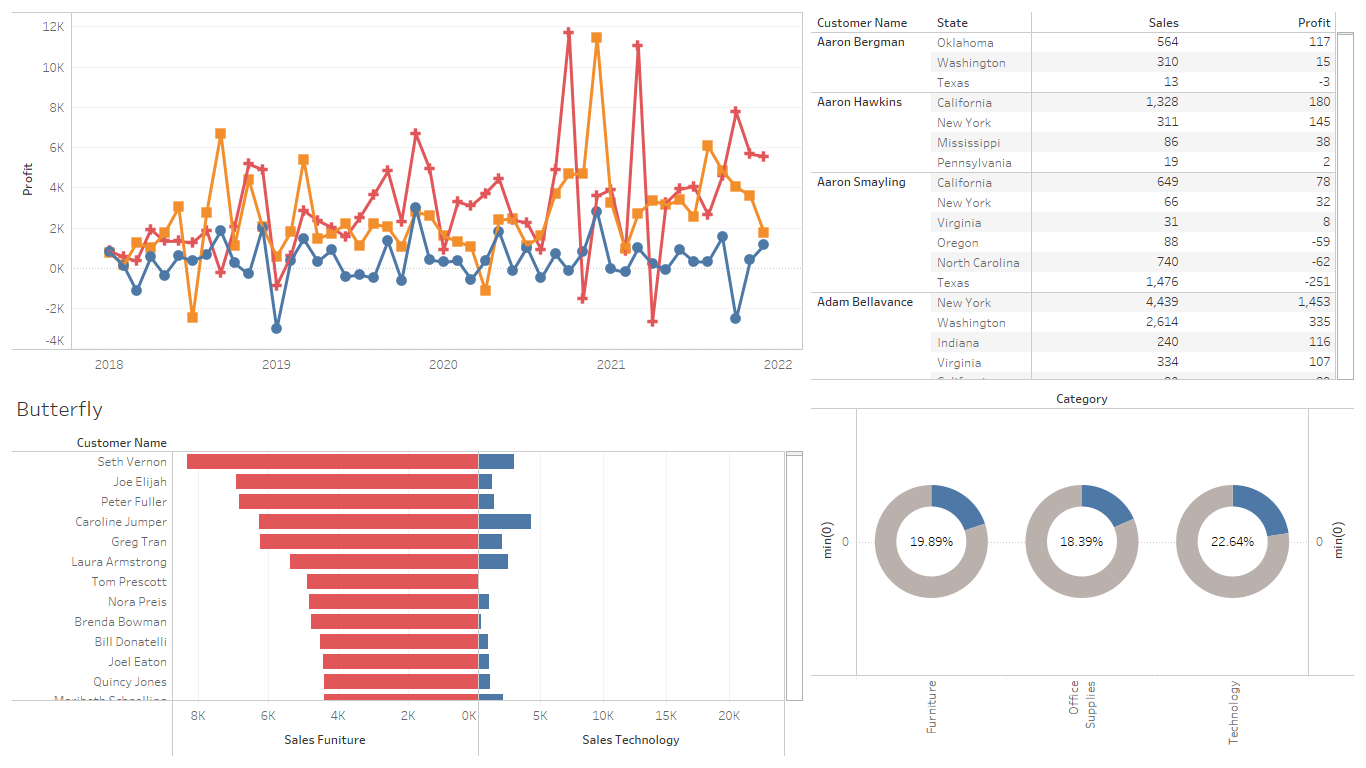 12K
10K
8K
6K
4K
2K
0K
-2K
-4K
Profit
2018 2019 2020 2021 2022
Customer Name State Sales Profit
Aaron Bergman Oklahoma 564 117
Washington 310 15
Texas 13 -3
Aaron Hawkins California 1,328 180
New York 311 145
Mississippi 86 38
Pennsylvania 19 2
Aaron Smayling California 649 78
New York 66 32
Virginia 31 8
Oregon 88 -59
North Carolina 740 -62
Texas 1,476 -251
Adam Bellavance New York 4,439 1,453
Washington 2,614 335
Indiana 240 116
Virginia 334 107
Butterfly
Customer Name
Seth Vernon
Joe Elijah
Peter Fuller
Caroline Jumper
Greg Tran
Laura Armstrong
Tom Prescott
Nora Preis
Brenda Bowman
Bill Donatelli
Joel Eaton
Quincy Jones
8K 6K 4K 2K 0K 5K 10K 15K 20K
Sales Funiture Sales Technology
Category
min(0)
0
19.89% 18.39% 22.64%
0
min(0)
Furniture
Office
Supplies
Technology